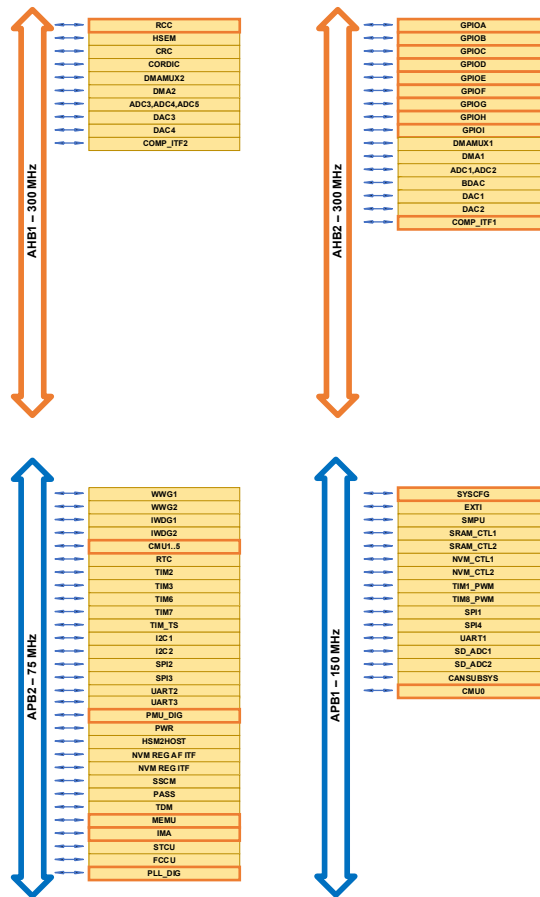 AHB1 – 300 MHz
RCC
HSEM
CRC
CORDIC
DMAMUX2
DMA2
ADC3,ADC4,ADC5
DAC3
DAC4
COMP_ITF2
AHB2 – 300 MHz
GPIOA
GPIOB
GPIOC
GPIOD
GPIOE
GPIOF
GPIOG
GPIOH
GPIOI
DMAMUX1
DMA1
ADC1,ADC2
BDAC
DAC1
DAC2
COMP_ITF1
APB2 – 75 MHz
WWG1
WWG2
IWDG1
IWDG2
CMU1..5
RTC
TIM2
TIM3
TIM6
TIM7
TIM_TS
I2C1
I2C2
SPI2
SPI3
UART2
UART3
PMU_DIG
PWR
HSM2HOST
NVM REG AF ITF
NVM REG ITF
SSCM
PASS
TDM
MEMU
IMA
STCU
FCCU
PLL_DIG
APB1 – 150 MHz
SYSCFG
EXTI
SMPU
SRAM_CTL1
SRAM_CTL2
NVM_CTL1
NVM_CTL2
TIM1_PWM
TIM8_PWM
SPI1
SPI4
UART1
SD_ADC1
SD_ADC2
CANSUBSYS
CMU0